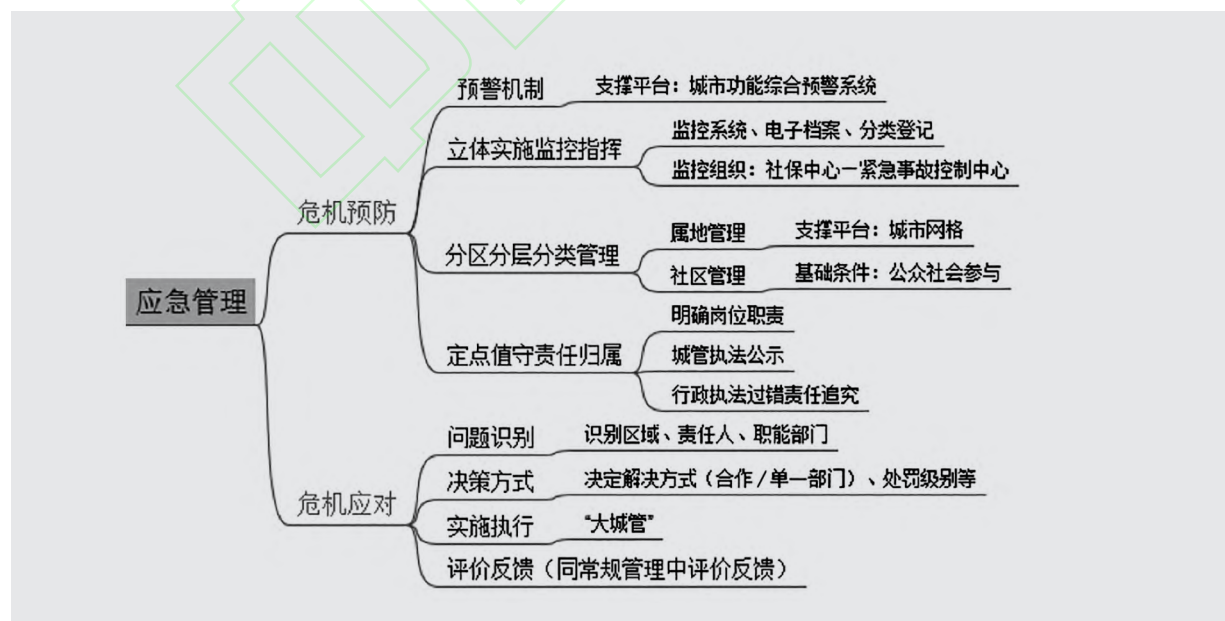 应急管理
危机预防
预警机制
支撑平台：城市功能综合预警系统
立体实施监控指挥
监控系统、电子档案、分类登记
监控组织：社保中心—紧急事故控制中心
分区分层分类管理
属地管理
支撑平台：城市网格
社区管理
基础条件：公众社会参与
定点值守责任归属
明确岗位职责
城管执法公示
行政执法过错责任追究
危机应对
问题识别
识别区域、责任人、职能部门
决策方式
决定解决方式（合作/单一部门）、处罚级别等
实施执行
“大城管”
评价反馈（同常规管理中评价反馈）